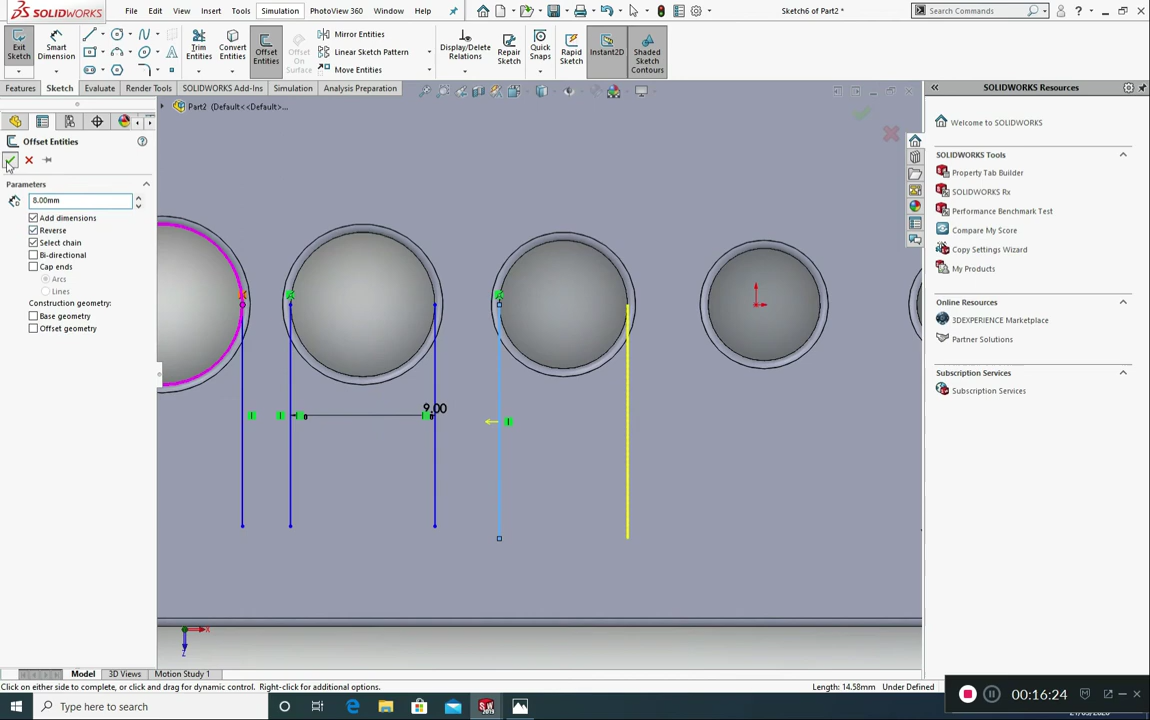 SOLIDWORKS File Edit View Insert Tools Simulation PhotoView 360 Window Help Sketch6 of Part2 * Search Commands
Exit Sketch
Smart Dimension
Trim Entities
Convert Entities
Offset Entities
Offset On Surface
Mirror Entities
Linear Sketch Pattern
Move Entities
Display/Delete Relations
Repair Sketch
Quick Snaps
Rapid Sketch
Instant2D
Shaded Sketch Contours
Features Sketch Evaluate Render Tools SOLIDWORKS Add-Ins Simulation Analysis Preparation
Part2 (Default<<Default>...
Offset Entities
Parameters
8.00mm
Add dimensions
Reverse
Select chain
Bi-directional
Cap ends
Arcs
Lines
Construction geometry:
Base geometry
Offset geometry
9.00
X
Z
SOLIDWORKS Resources
Welcome to SOLIDWORKS
SOLIDWORKS Tools
Property Tab Builder
SOLIDWORKS Rx
Performance Benchmark Test
Compare My Score
Copy Settings Wizard
My Products
Online Resources
3DEXPERIENCE Marketplace
Partner Solutions
Subscription Services
Subscription Services
Model 3D Views Motion Study 1
Click on either side to complete, or click and drag for dynamic control. Right-click for additional options. Length: 14.58mm Under Defined
Type here to search
00:16:24